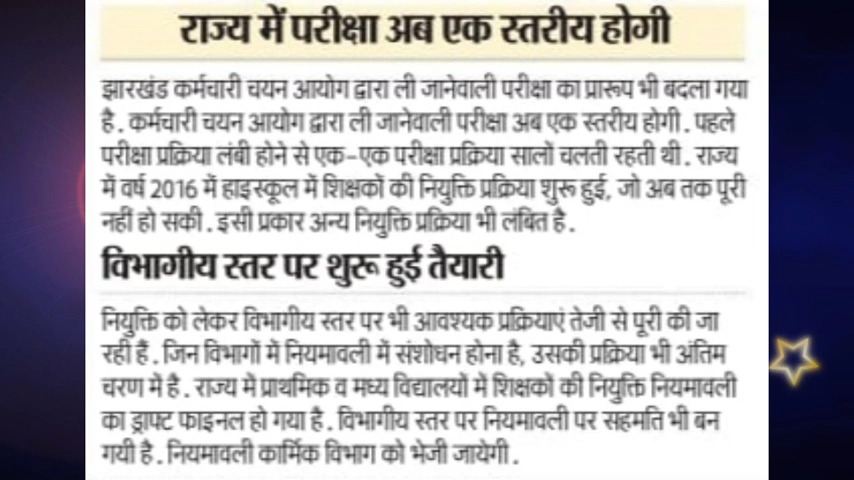 राज्य में परीक्षा अब एक स्तरीय होगी
झारखंड कर्मचारी चयन आयोग द्वारा ली जानेवाली परीक्षा का प्रारूप भी बदला गया
है. कर्मचारी चयन आयोग द्वारा ली जानेवाली परीक्षा अब एक स्तरीय होगी. पहले
परीक्षा प्रक्रिया लंबी होने से एक-एक परीक्षा प्रक्रिया सालों चलती रहती थी. राज्य
में वर्ष 2016 में हाइस्कूल में शिक्षकों की नियुक्ति प्रक्रिया शुरू हुई, जो अब तक पूरी
नहीं हो सकी. इसी प्रकार अन्य नियुक्ति प्रक्रिया भी लंबित है.
विभागीय स्तर पर शुरू हुई तैयारी
नियुक्ति को लेकर विभागीय स्तर पर भी आवश्यक प्रक्रियाएं तेजी से पूरी की जा
रही हैं. जिन विभागों में नियमावली में संशोधन होना है, उसकी प्रक्रिया भी अंतिम
चरण में है. राज्य में प्राथमिक व मध्य विद्यालयों में शिक्षकों की नियुक्ति नियमावली
का ड्राफ्ट फाइनल हो गया है. विभागीय स्तर पर नियमावली पर सहमति भी बन
गयी है. नियमावली कार्मिक विभाग को भेजी जायेगी.